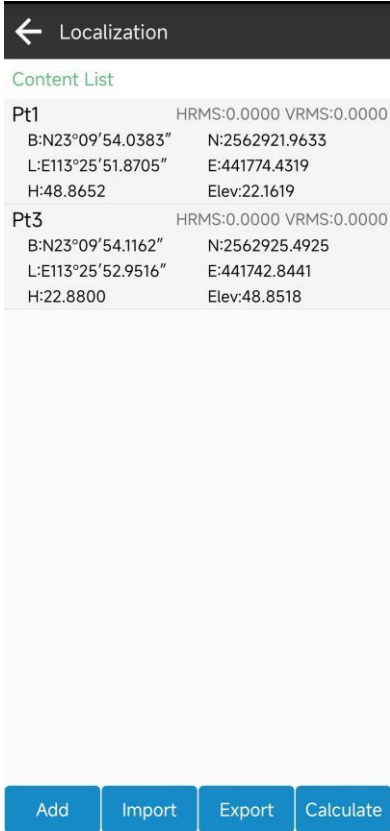 Localization
Content List
Pt1 HRMS:0.0000 VRMS:0.0000
B:N23°09′54.0383″ N:2562921.9633
L:E113°25′51.8705″ E:441774.4319
H:48.8652 Elev:22.1619
Pt3 HRMS:0.0000 VRMS:0.0000
B:N23°09′54.1162″ N:2562925.4925
L:E113°25′52.9516″ E:441742.8441
H:22.8800 Elev:48.8518
Add Import Export Calculate